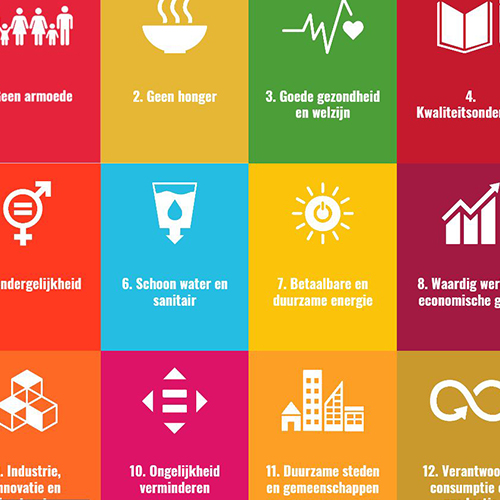 een armoede
2. Geen honger
3. Goede gezondheid
en welzijn
4.
Kwaliteitsonder
ndergelijkheid
6. Schoon water en
sanitair
7. Betaalbare en
duurzame energie
8. Waardig wer
economische g
. Industrie,
nnovatie en
10. Ongelijkheid
verminderen
11. Duurzame steden
en gemeenschappen
12. Verantwoo
consumptie e